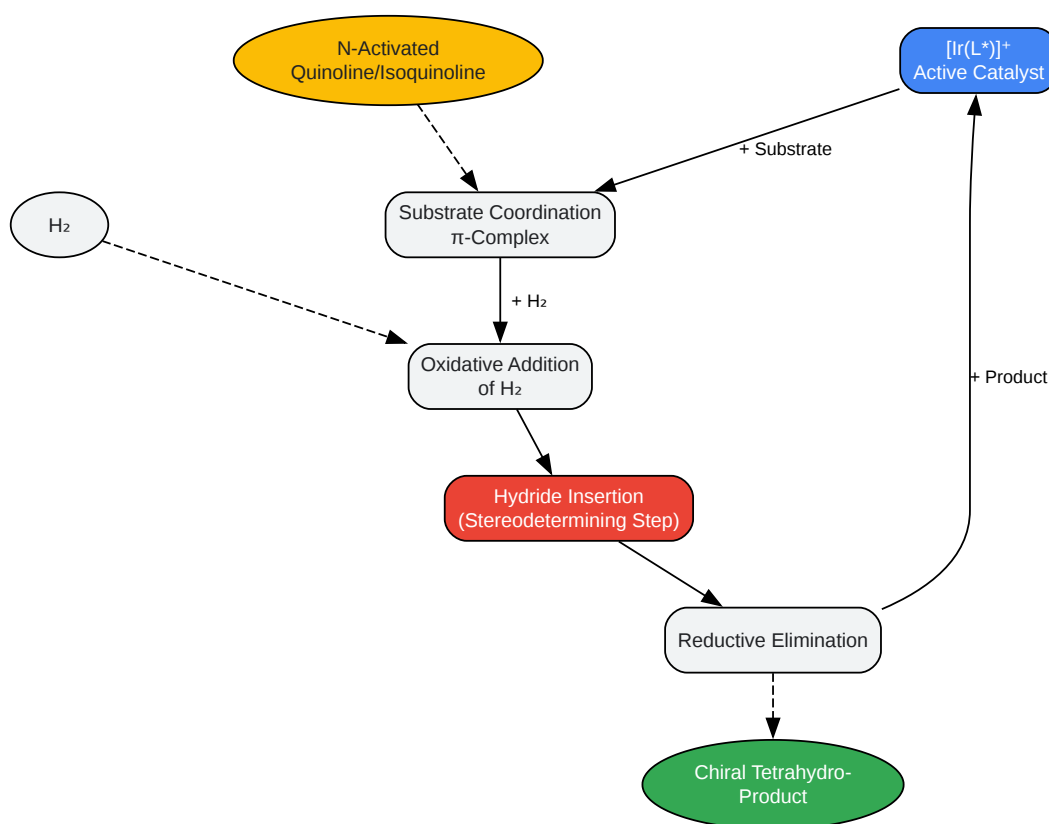 N-Activated
Quinoline/Isoquinoline
[Ir(L*)]⁺
Active Catalyst
+ Substrate
Substrate Coordination
π-Complex
H₂
+ H₂
Oxidative Addition
of H₂
+ Product
Hydride Insertion
(Stereodetermining Step)
Reductive Elimination
Chiral Tetrahydro-
Product